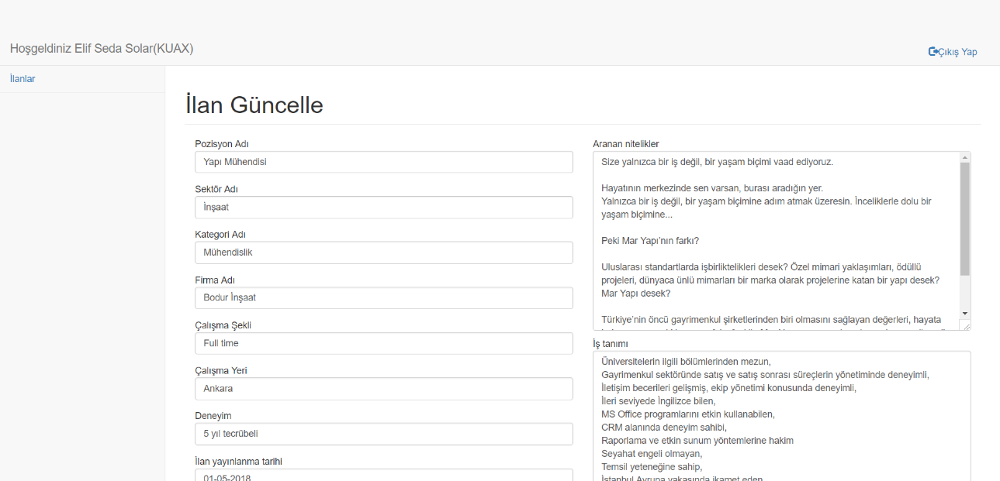 Hoşgeldiniz Elif Seda Solar(KUAX)
Çıkış Yap
İlanlar
İlan Güncelle
Pozisyon Adı
Yapı Mühendisi
Sektör Adı
İnşaat
Kategori Adı
Mühendislik
Firma Adı
Bodur İnşaat
Çalışma Şekli
Full time
Çalışma Yeri
Ankara
Deneyim
5 yıl tecrübeli
İlan yayınlanma tarihi
01-05-2018
Aranan nitelikler
Size yalnızca bir iş değil, bir yaşam biçimi vaad ediyoruz.
Hayatının merkezinde sen varsan, burası aradığın yer.
Yalnızca bir iş değil, bir yaşam biçimine adım atmak üzeresin. İnceliklerle dolu bir
yaşam biçimine...
Peki Mar Yapı’nın farkı?
Uluslarası standartlarda işbirliktelikleri desek? Özel mimari yaklaşımları, ödüllü
projeleri, dünyaca ünlü mimarları bir marka olarak projelerine katan bir yapı desek?
Mar Yapı desek?
Türkiye’nin öncü gayrimenkul şirketlerinden biri olmasını sağlayan değerleri, hayata
İş tanımı
Üniversitelerin ilgili bölümlerinden mezun,
Gayrimenkul sektöründe satış ve satış sonrası süreçlerin yönetiminde deneyimli,
İletişim becerileri gelişmiş, ekip yönetimi konusunda deneyimli,
İleri seviyede İngilizce bilen,
MS Office programlarını etkin kullanabilen,
CRM alanında deneyim sahibi,
Raporlama ve etkin sunum yöntemlerine hakim
Seyahat engeli olmayan,
Temsil yeteneğine sahip,
İstanbul Avrupa yakasında ikamet eden